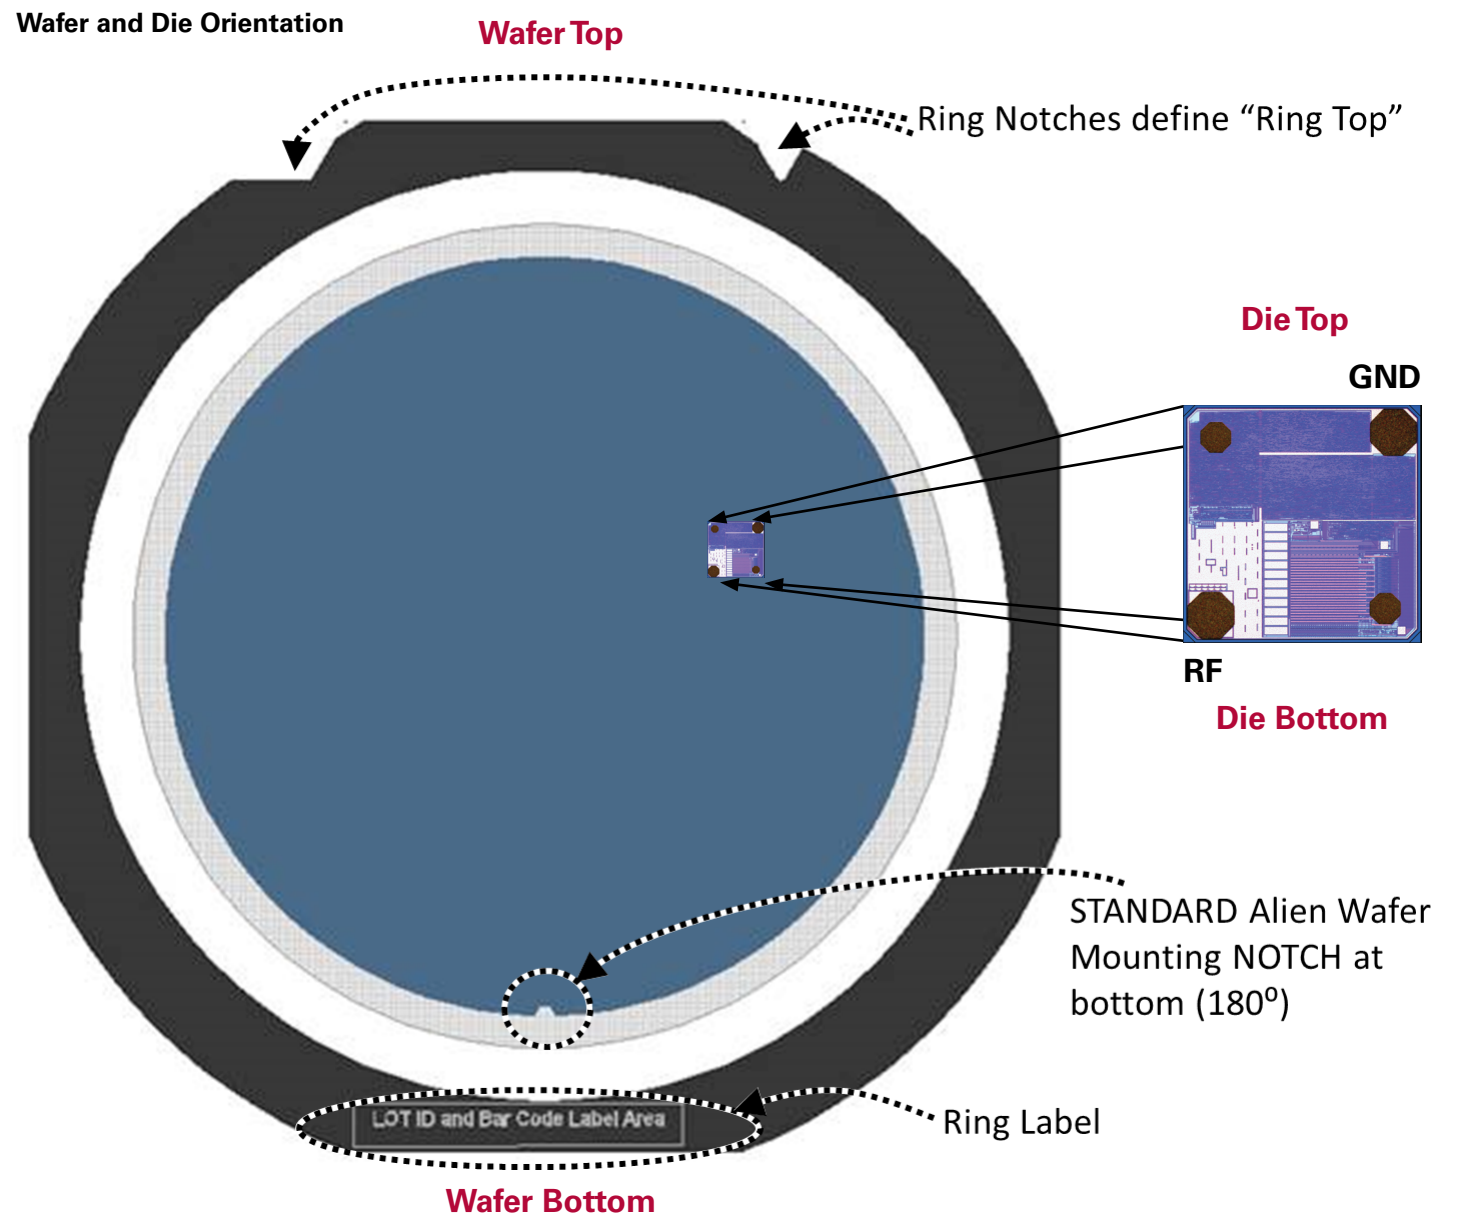 Wafer and Die Orientation
Wafer Top
Ring Notches define “Ring Top”
Die Top
GND
RF
Die Bottom
STANDARD Alien Wafer
Mounting NOTCH at
bottom (180⁰)
LOT ID and Bar Code Label Area
Ring Label
Wafer Bottom